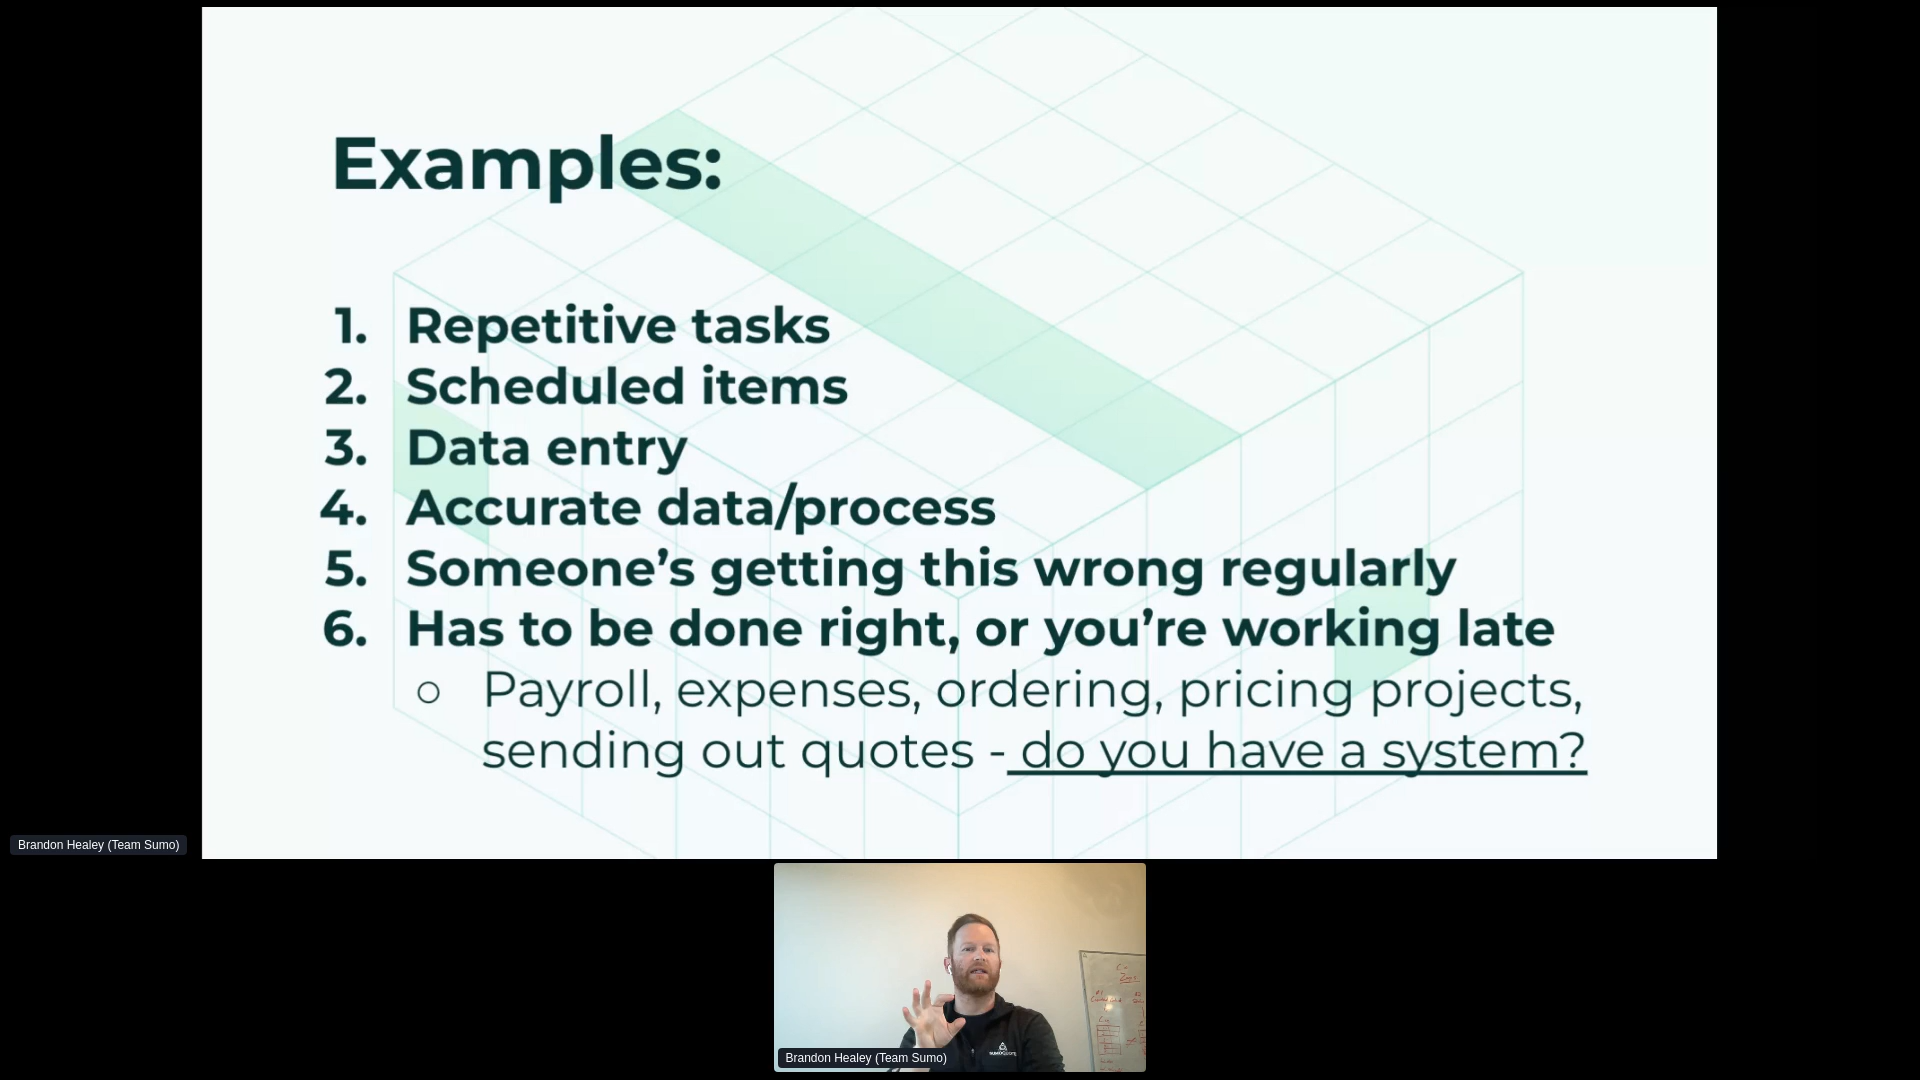 Examples:
1. Repetitive tasks
2. Scheduled items
3. Data entry
4. Accurate data/process
5. Someone’s getting this wrong regularly
6. Has to be done right, or you’re working late
○ Payroll, expenses, ordering, pricing projects,
sending out quotes - do you have a system?
Brandon Healey (Team Sumo)
Brandon Healey (Team Sumo)